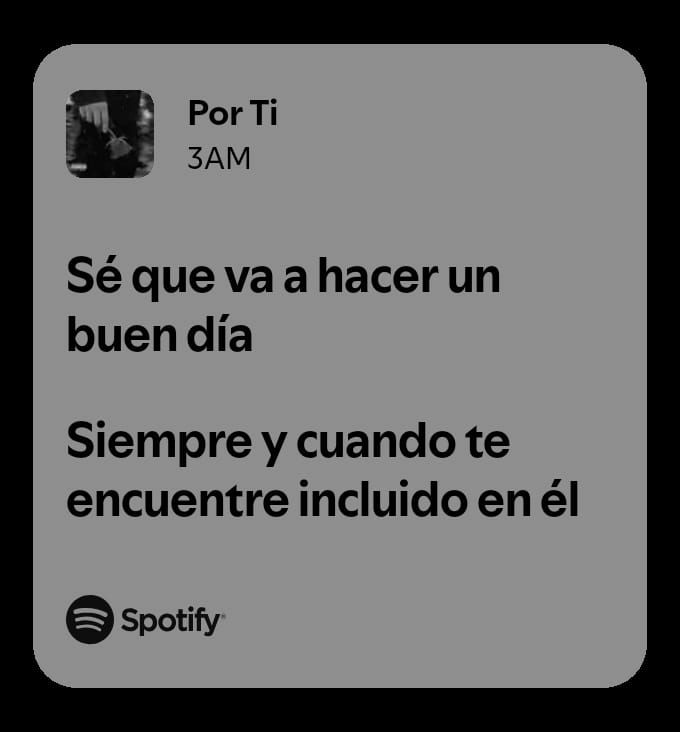 Por Ti
3AM
Sé que va a hacer un
buen día
Siempre y cuando te
encuentre incluido en él
Spotify®